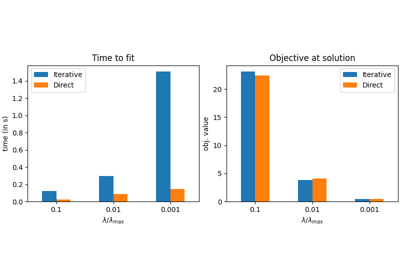 Time to fit
Iterative
Direct
time (in s)
1.4
1.2
1.0
0.8
0.6
0.4
0.2
0.0
0.1 0.01 0.001
λ/λmax
Objective at solution
Iterative
Direct
obj. value
20
15
10
5
0
0.1 0.01 0.001
λ/λmax